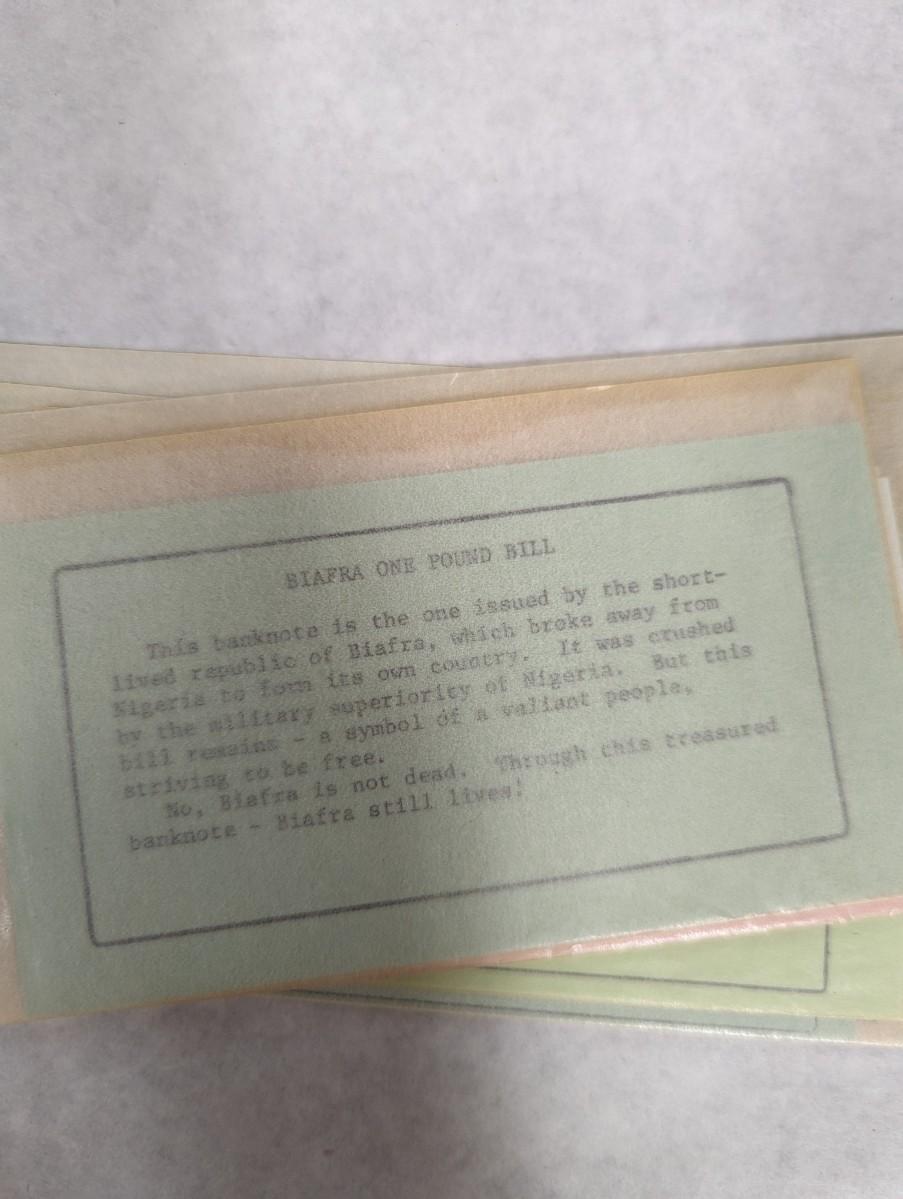 BIAFRA ONE POUND BILL
This banknote is the one issued by the short-
lived republic of Biafra, which broke away from
Nigeria to form its own country. It was crushed
by the military superiority of Nigeria. But this
bill remains - a symbol of a valiant people,
striving to be free.
No, Biafra is not dead. Through this treasured
banknote - Biafra still lives!